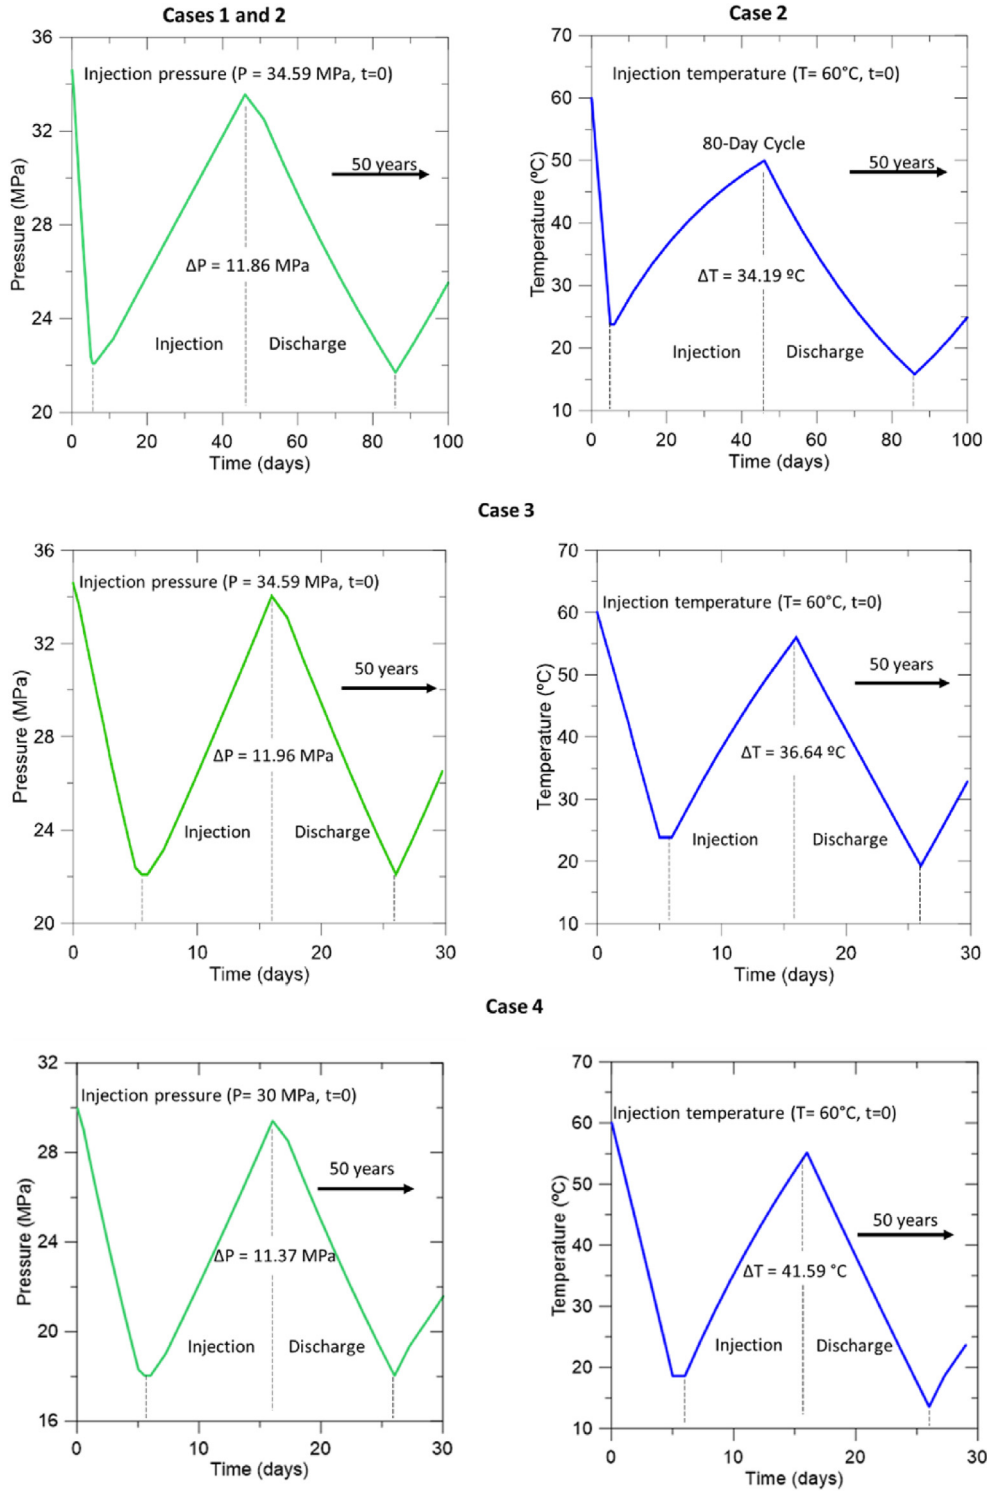 Cases 1 and 2
36
32
28
24
20
Pressure (MPa)
Injection pressure (P = 34.59 MPa, t=0)
50 years
ΔP = 11.86 MPa
Injection
Discharge
0
20
40
60
80
100
Time (days)
Case 2
70
60
50
40
30
20
10
Temperature (ºC)
Injection temperature (T= 60°C, t=0)
80-Day Cycle
50 years
ΔT = 34.19 ºC
Injection
Discharge
0
20
40
60
80
100
Time (days)
Case 3
36
32
28
24
20
Pressure (MPa)
Injection pressure (P = 34.59 MPa, t=0)
50 years
ΔP = 11.96 MPa
Injection
Discharge
0
10
20
30
Time (days)
70
60
50
40
30
20
10
Temperature (ºC)
Injection temperature (T= 60°C, t=0)
50 years
ΔT = 36.64 ºC
Injection
Discharge
0
10
20
30
Time (days)
Case 4
32
28
24
20
16
Pressure (MPa)
Injection pressure (P= 30 MPa, t=0)
50 years
ΔP = 11.37 MPa
Injection
Discharge
0
10
20
30
Time (days)
70
60
50
40
30
20
10
Temperature (ºC)
Injection temperature (T= 60°C, t=0)
50 years
ΔT = 41.59 °C
Injection
Discharge
0
10
20
30
Time (days)